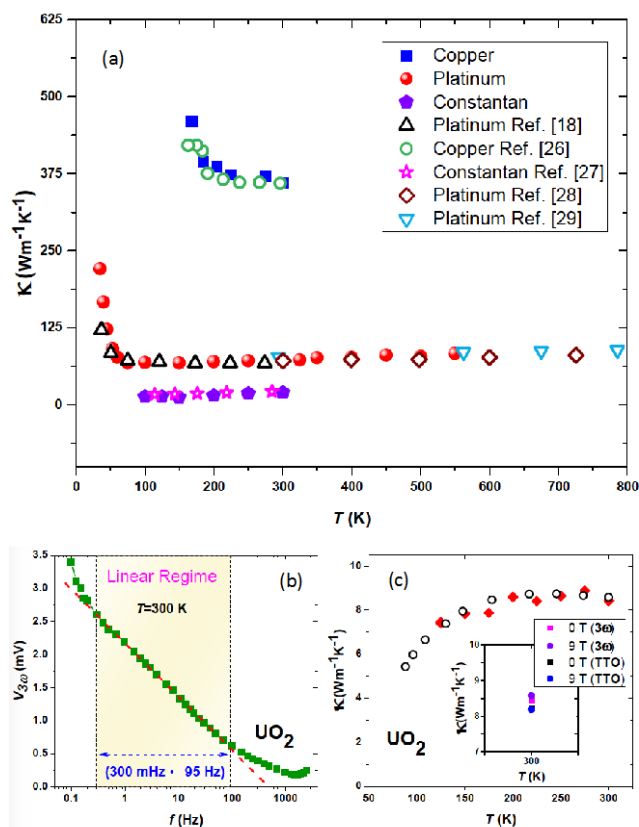 625
500
375
250
125
0
κ (Wm⁻¹K⁻¹)
(a)
Copper
Platinum
Constantan
Platinum Ref. [18]
Copper Ref. [26]
Constantan Ref. [27]
Platinum Ref. [28]
Platinum Ref. [29]
0 100 200 300 400 500 600 700 800
T (K)
3.5
3.0
2.5
2.0
1.5
1.0
0.5
0.0
V3ω (mV)
Linear Regime
(b)
T=300 K
UO₂
(300 mHz - 95 Hz)
0.1 1 10 100 1000
f (Hz)
10
8
6
4
2
0
κ(Wm⁻¹K⁻¹)
(c)
UO₂
0 T (3ω)
9 T (3ω)
0 T (TTO)
9 T (TTO)
10
9
8
7
6
κ(Wm⁻¹K⁻¹)
300
T (K)
50 100 150 200 250 300
T (K)